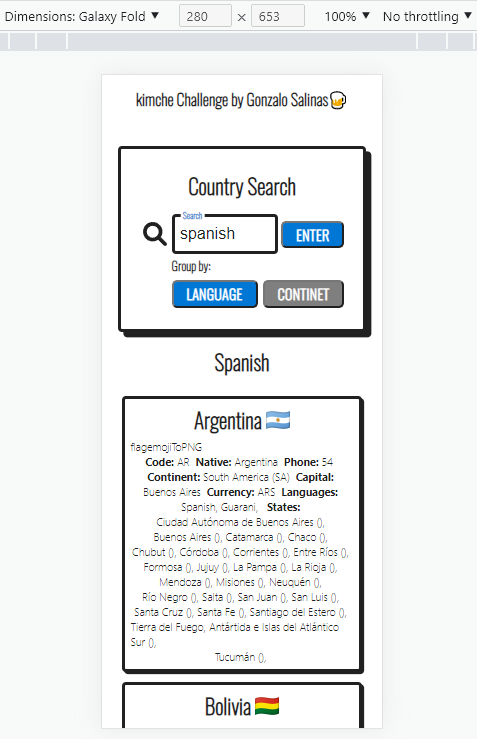 Dimensions: Galaxy Fold ▼ 280 × 653 100% ▼ No throttling ▼
kimche Challenge by Gonzalo Salinas🍺
Country Search
Search
spanish
ENTER
Group by:
LANGUAGE CONTINET
Spanish
Argentina 🇦🇷
flagemojiToPNG
Code: AR Native: Argentina Phone: 54
Continent: South America (SA) Capital:
Buenos Aires Currency: ARS Languages:
Spanish, Guarani, States:
Ciudad Autónoma de Buenos Aires (),
Buenos Aires (), Catamarca (), Chaco (),
Chubut (), Córdoba (), Corrientes (), Entre Ríos (),
Formosa (), Jujuy (), La Pampa (), La Rioja (),
Mendoza (), Misiones (), Neuquén (),
Río Negro (), Salta (), San Juan (), San Luis (),
Santa Cruz (), Santa Fe (), Santiago del Estero (),
Tierra del Fuego, Antártida e Islas del Atlántico
Sur (),
Tucumán (),
Bolivia 🇧🇴